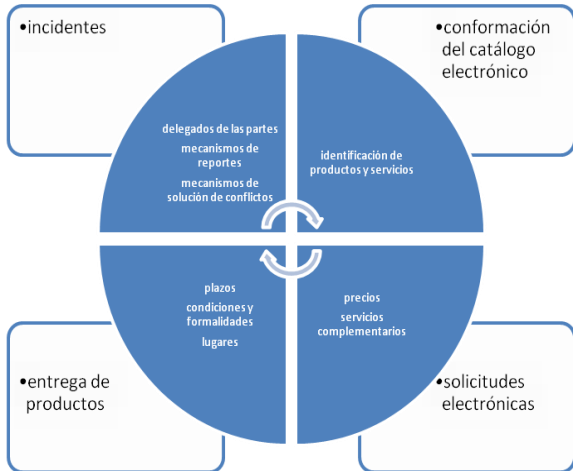 •incidentes
•conformación
del catálogo
electrónico
delegados de las partes
mecanismos de
reportes
mecanismos de
solución de conflictos
identificación de
productos y servicios
plazos
condiciones y
formalidades
lugares
precios
servicios
complementarios
•entrega de
productos
•solicitudes
electrónicas